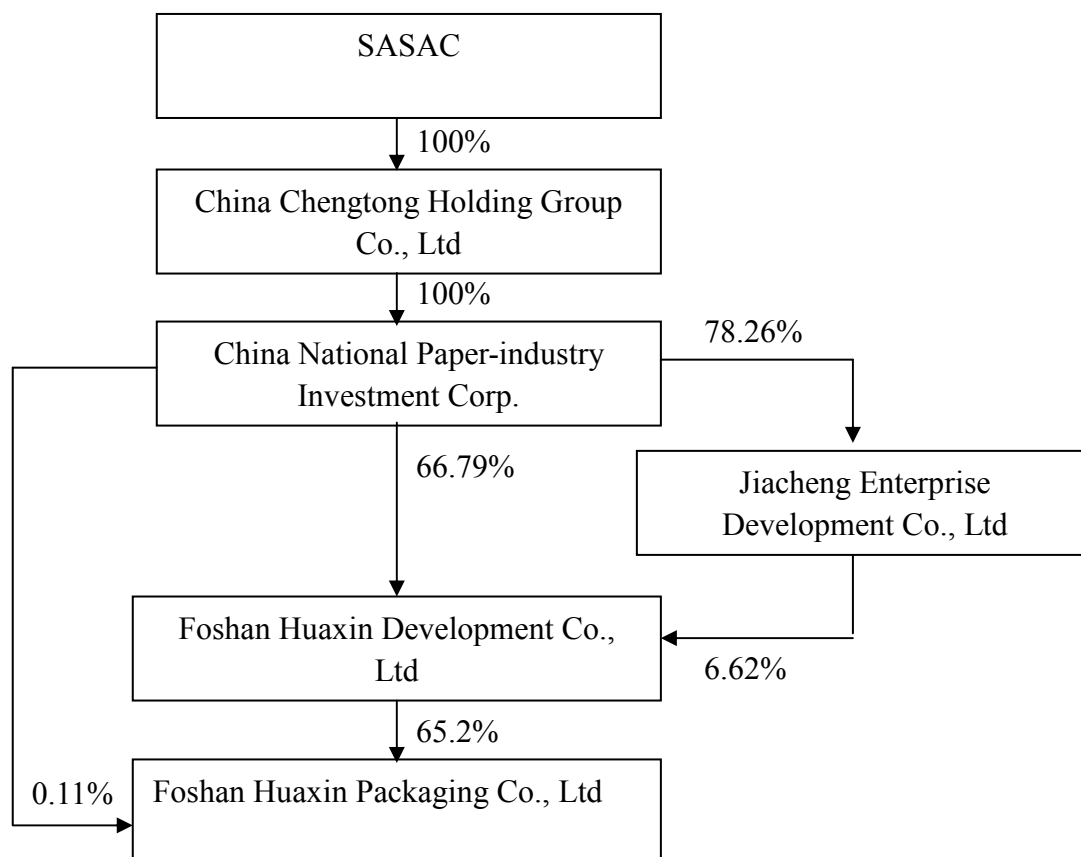 SASAC
100%
China Chengtong Holding Group
Co., Ltd
100%
78.26%
China National Paper-industry
Investment Corp.
66.79%
Jiacheng Enterprise
Development Co., Ltd
Foshan Huaxin Development Co.,
Ltd
6.62%
65.2%
0.11%
Foshan Huaxin Packaging Co., Ltd